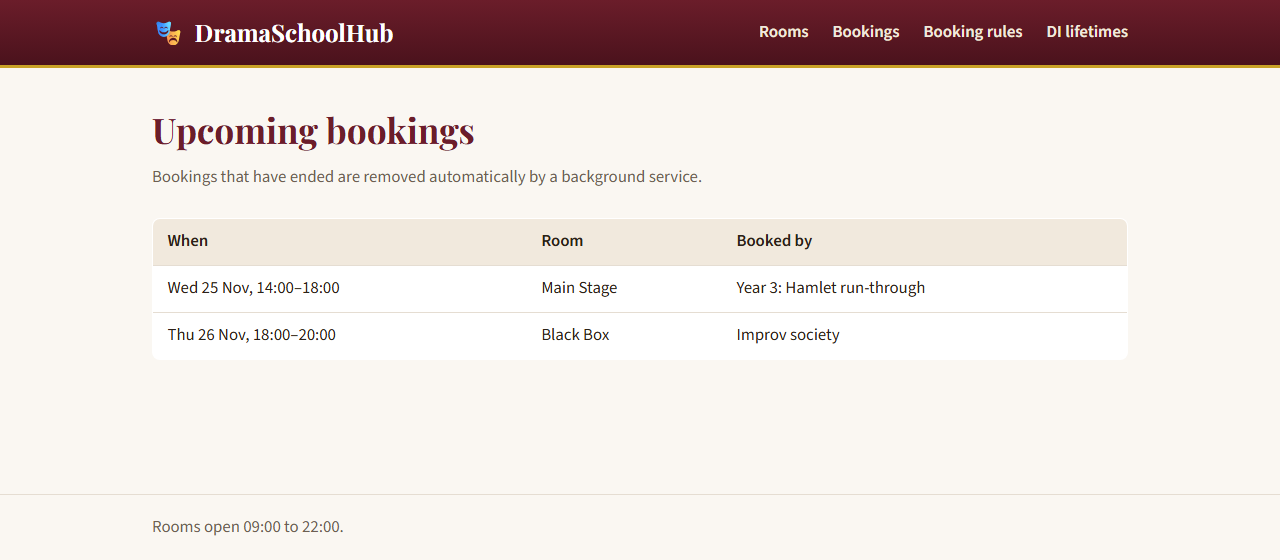 DramaSchoolHub
Rooms Bookings Booking rules DI lifetimes
Upcoming bookings
Bookings that have ended are removed automatically by a background service.
When Room Booked by
Wed 25 Nov, 14:00–18:00 Main Stage Year 3: Hamlet run-through
Thu 26 Nov, 18:00–20:00 Black Box Improv society
Rooms open 09:00 to 22:00.